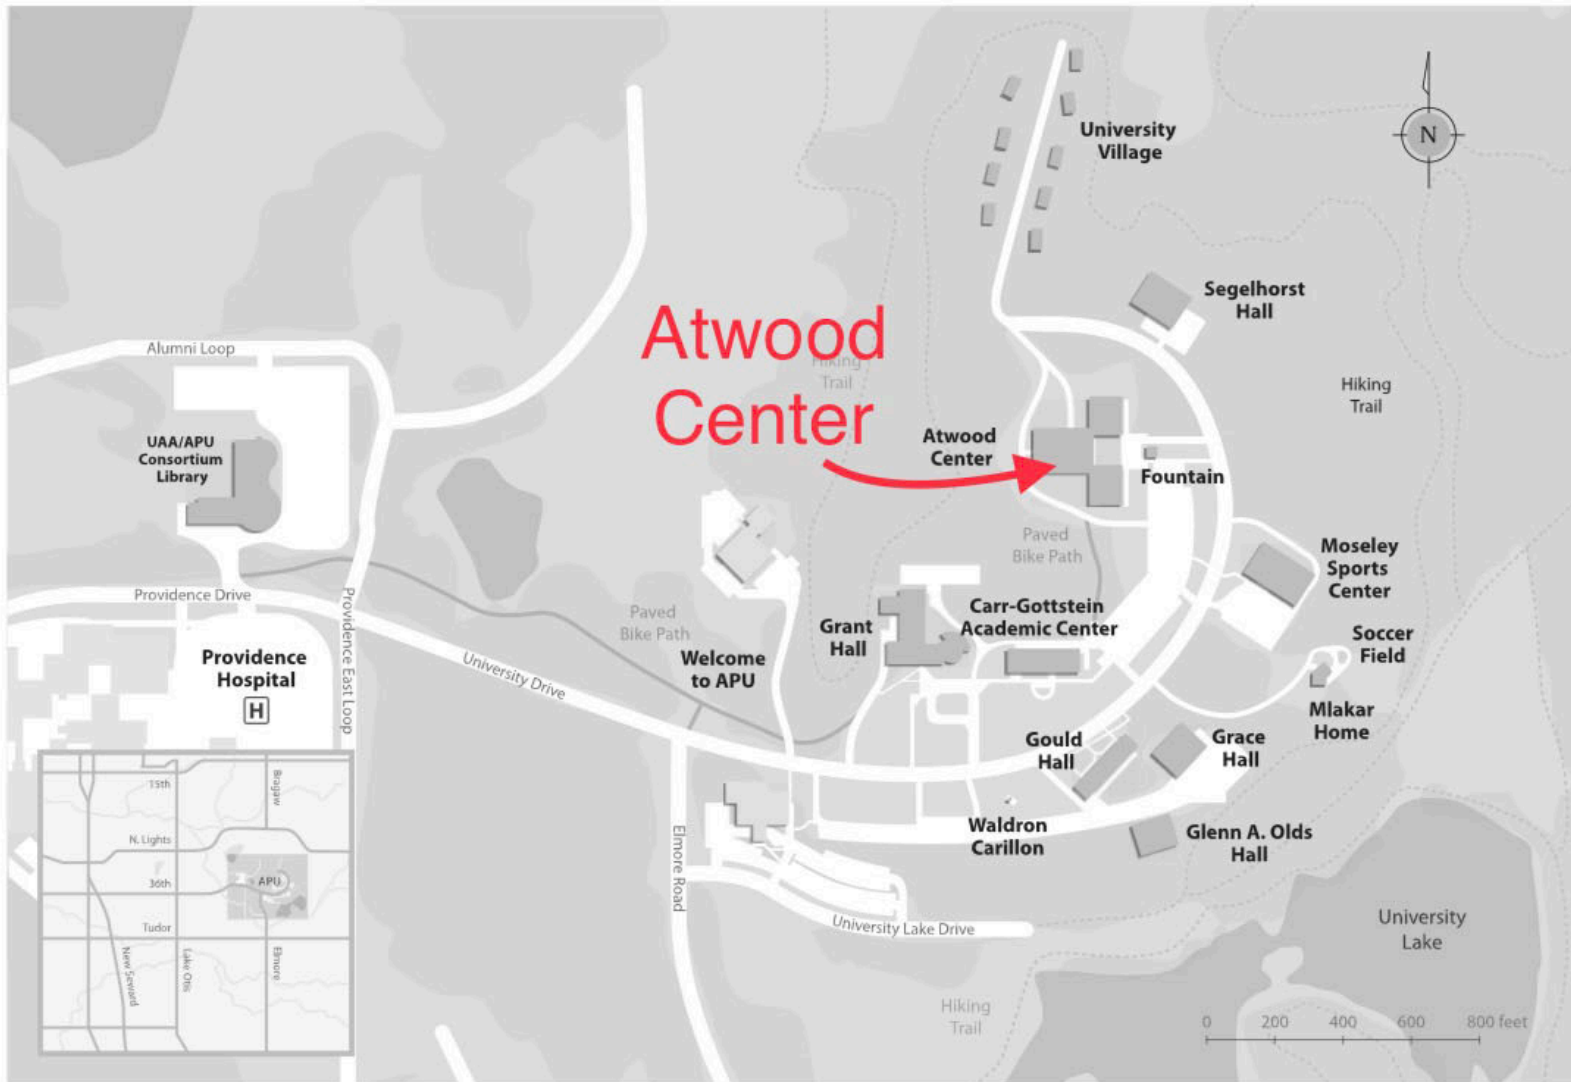 University
Village
N
Segelhorst
Hall
Atwood
Center
Hiking
Trail
Alumni Loop
Hiking
Trail
UAA/APU
Consortium
Library
Atwood
Center
Fountain
Paved
Bike Path
Moseley
Sports
Center
Providence Drive
Providence East Loop
Paved
Bike Path
Grant
Hall
Carr-Gottstein
Academic Center
Soccer
Field
Providence
Hospital
H
University Drive
Welcome
to APU
Mlakar
Home
Gould
Hall
Grace
Hall
Waldron
Carillon
Glenn A. Olds
Hall
Elmore Road
University Lake Drive
University
Lake
Hiking
Trail
0 200 400 600 800 feet
15th
Bragaw
N. Lights
36th
APU
Tudor
New Seward
Lake Otis
Elmore